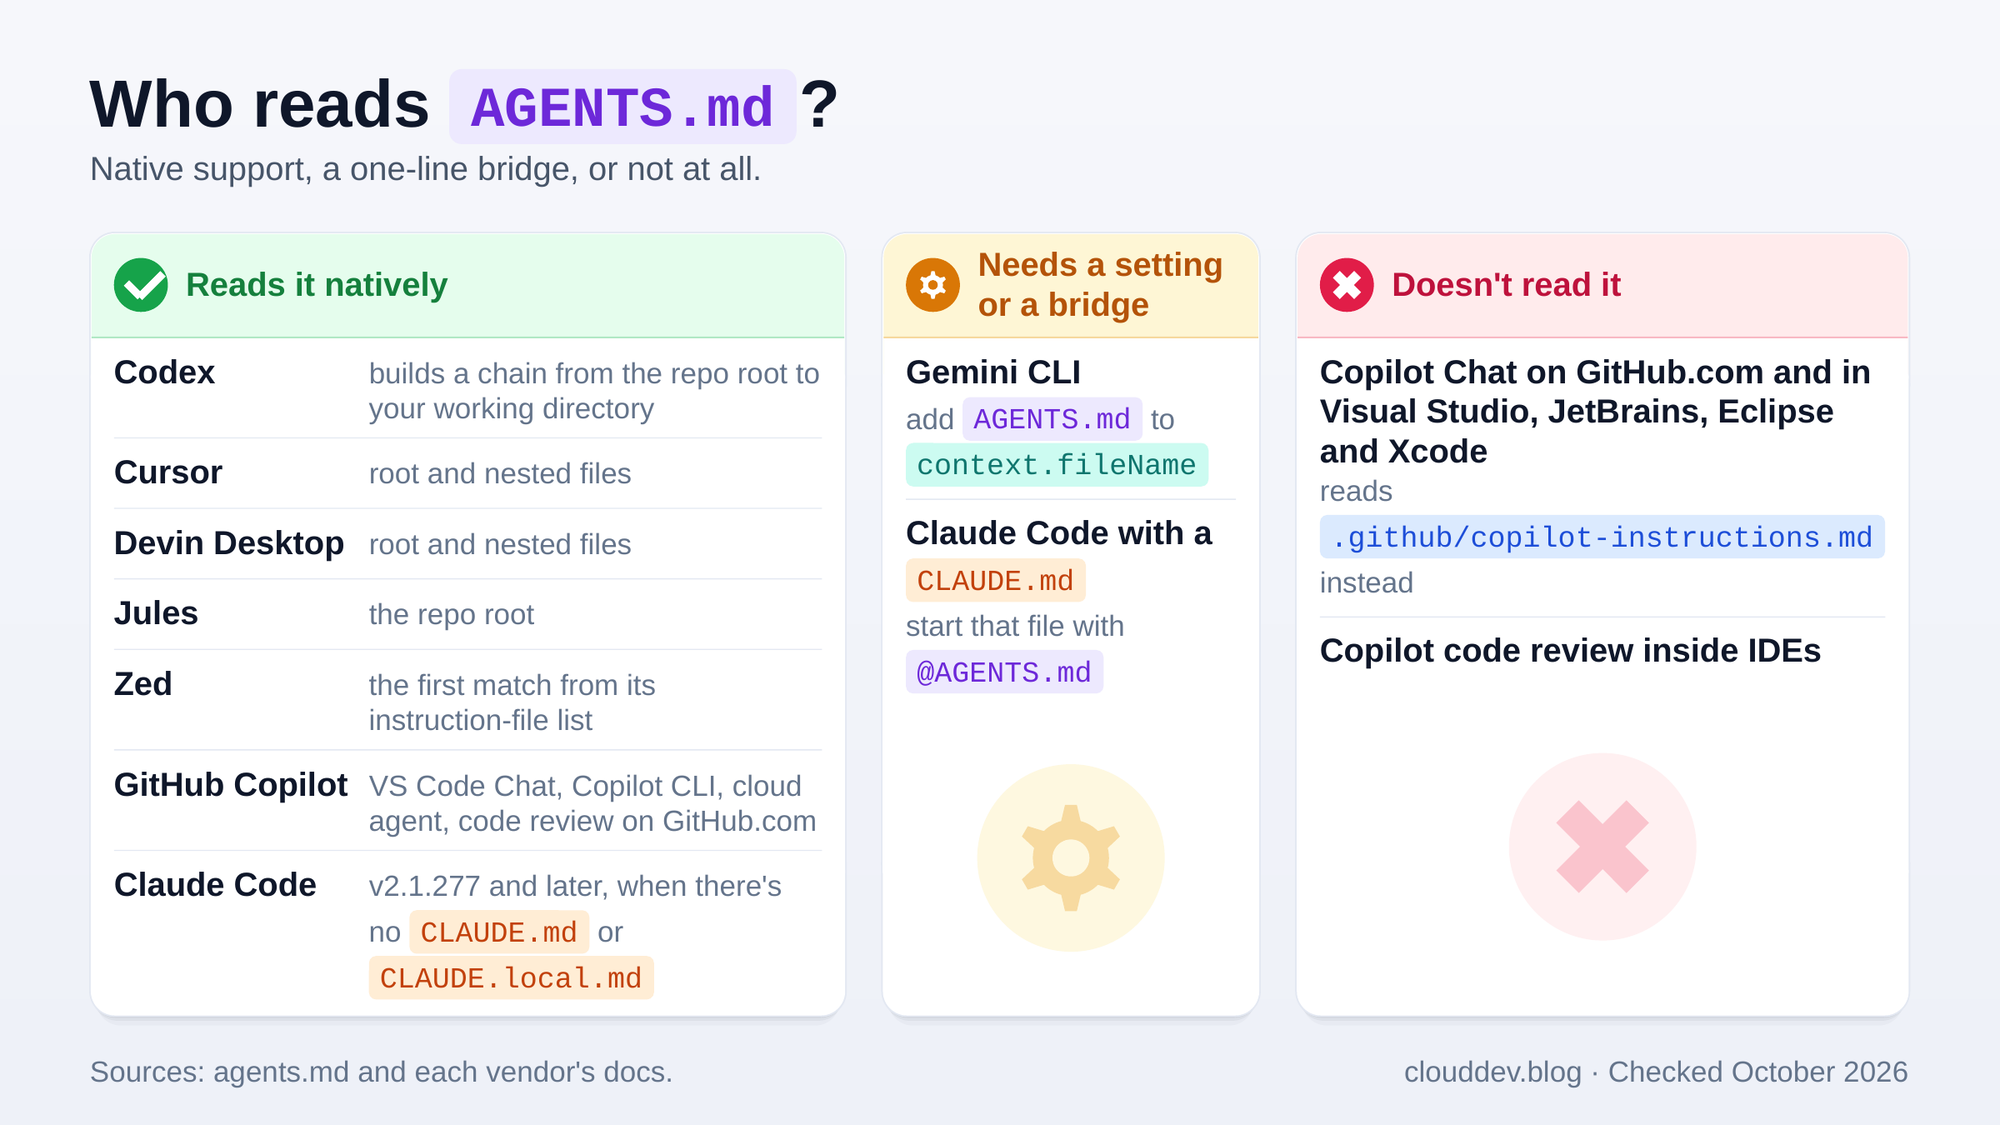 Who reads AGENTS.md?
Native support, a one-line bridge, or not at all.
Reads it natively
Codex
builds a chain from the repo root to
your working directory
Cursor
root and nested files
Devin Desktop
root and nested files
Jules
the repo root
Zed
the first match from its
instruction-file list
GitHub Copilot
VS Code Chat, Copilot CLI, cloud
agent, code review on GitHub.com
Claude Code
v2.1.277 and later, when there's
no CLAUDE.md or
CLAUDE.local.md
Needs a setting
or a bridge
Gemini CLI
add AGENTS.md to
context.fileName
Claude Code with a
CLAUDE.md
start that file with
@AGENTS.md
Doesn't read it
Copilot Chat on GitHub.com and in
Visual Studio, JetBrains, Eclipse
and Xcode
reads
.github/copilot-instructions.md
instead
Copilot code review inside IDEs
Sources: agents.md and each vendor's docs.
clouddev.blog · Checked October 2026